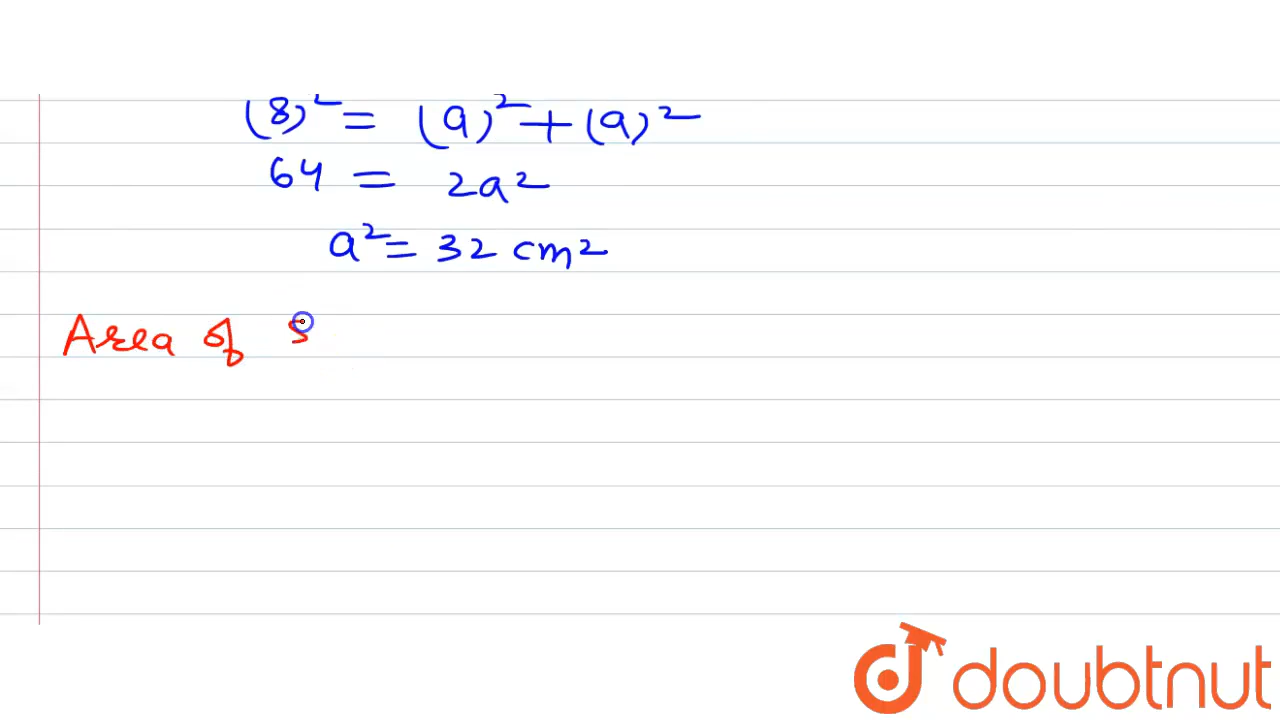 (8)² = (a)² + (a)²
64 = 2a²
a² = 32 cm²
Area of s
doubtnut